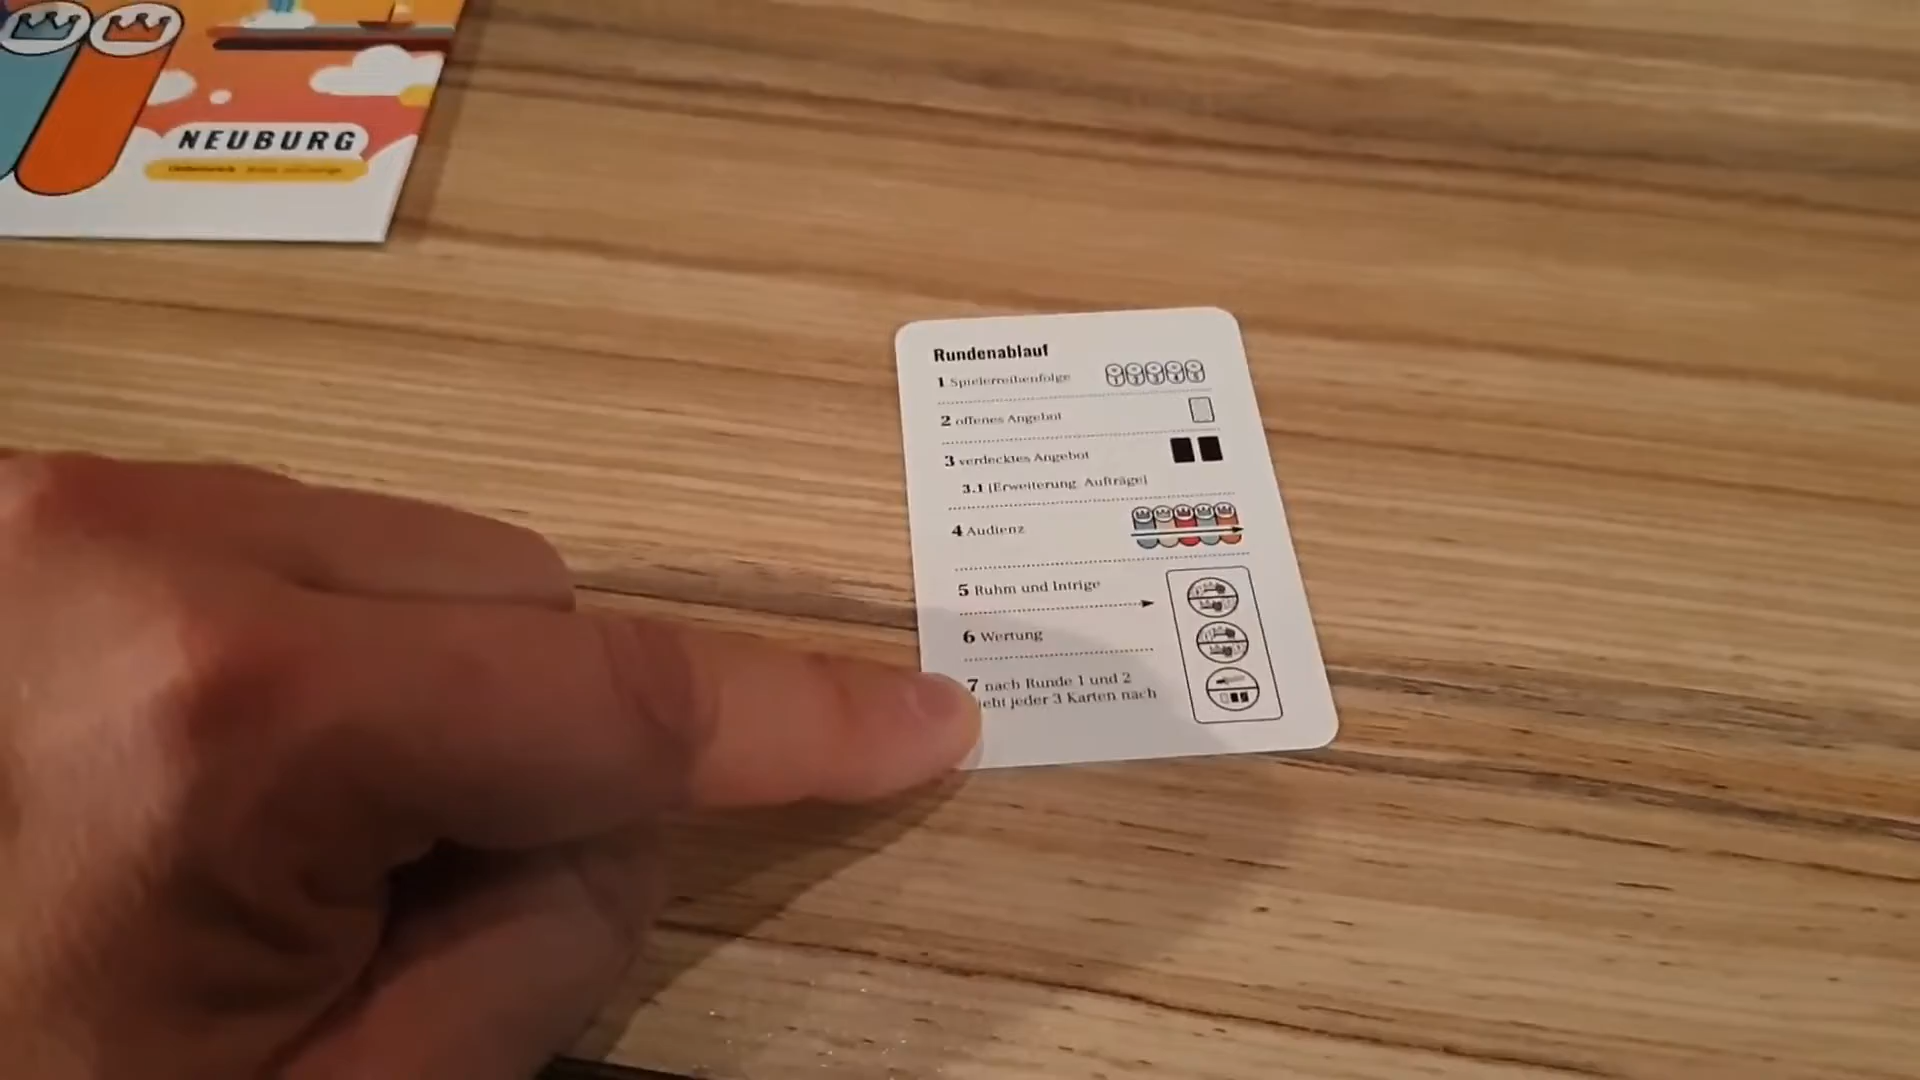 NEUBURG
Rundenablauf
1 Spielerreihenfolge
2 offenes Angebot
3 verdecktes Angebot
3.1 [Erweiterung: Aufträge]
4 Audienz
5 Ruhm und Intrige
6 Wertung
7 nach Runde 1 und 2
ieht jeder 3 Karten nach